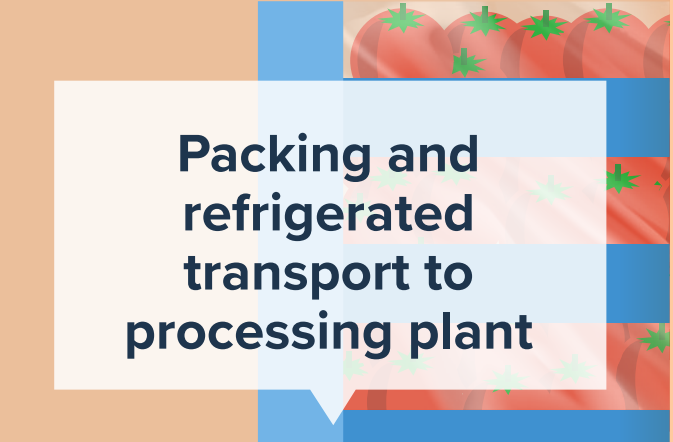 Packing and
refrigerated
transport to
processing plant